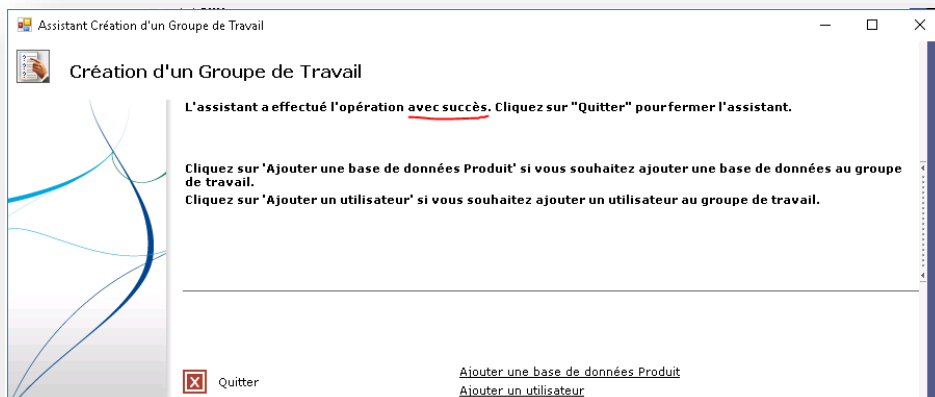 Assistant Création d'un Groupe de Travail
Création d'un Groupe de Travail
L'assistant a effectué l'opération avec succès. Cliquez sur "Quitter" pour fermer l'assistant.
Cliquez sur 'Ajouter une base de données Produit' si vous souhaitez ajouter une base de données au groupe
de travail.
Cliquez sur 'Ajouter un utilisateur' si vous souhaitez ajouter un utilisateur au groupe de travail.
Quitter
Ajouter une base de données Produit
Ajouter un utilisateur